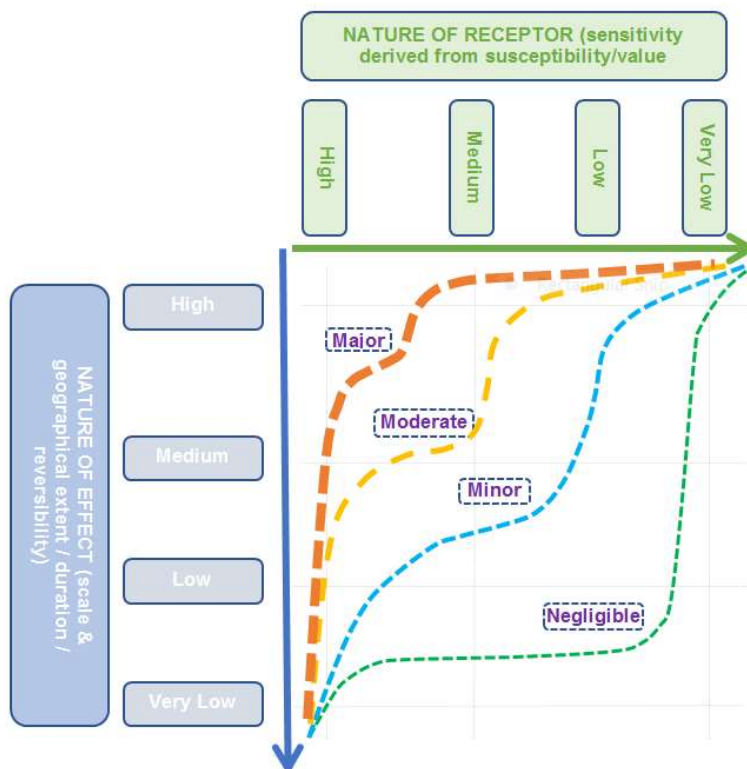 NATURE OF RECEPTOR (sensitivity
derived from susceptibility/value
High
Medium
Low
Very Low
NATURE OF EFFECT (scale &
geographical extent / duration /
reversibility)
High
Medium
Low
Very Low
Major
Moderate
Minor
Negligible